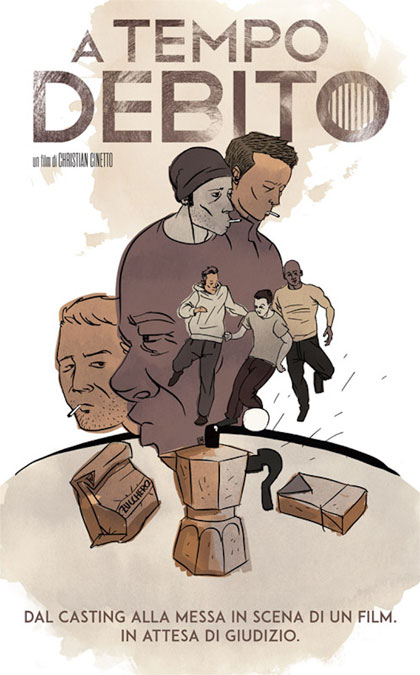 A TEMPO
DEBITO
un film di CHRISTIAN CINETTO
ZUCCHERO
DAL CASTING ALLA MESSA IN SCENA DI UN FILM.
IN ATTESA DI GIUDIZIO.